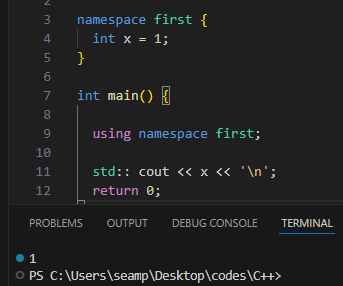 2
3 namespace first {
4 int x = 1;
5 }
6
7 int main() {
8
9 using namespace first;
10
11 std:: cout << x << '\n';
12 return 0;
PROBLEMS OUTPUT DEBUG CONSOLE TERMINAL
1
PS C:\Users\seamp\Desktop\codes\C++>